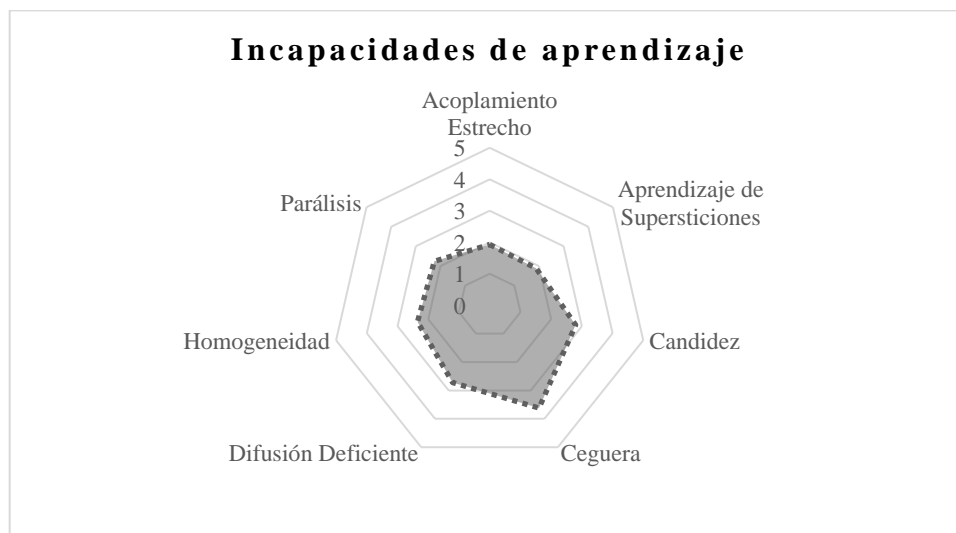 Incapacidades de aprendizaje
Acoplamiento
Estrecho
5
4
3
2
1
0
Aprendizaje de
Supersticiones
Candidez
Ceguera
Difusión Deficiente
Homogeneidad
Parálisis